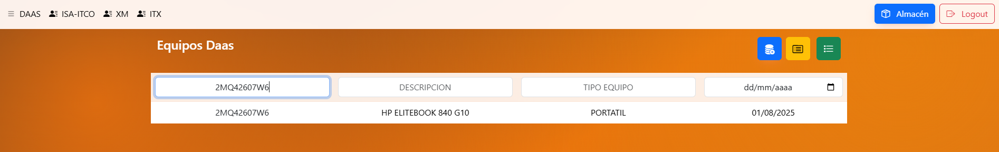 DAAS ISA-ITCO XM ITX Almacén Logout
Equipos Daas
2MQ42607W6 DESCRIPCION TIPO EQUIPO dd/mm/aaaa
2MQ42607W6 HP ELITEBOOK 840 G10 PORTATIL 01/08/2025